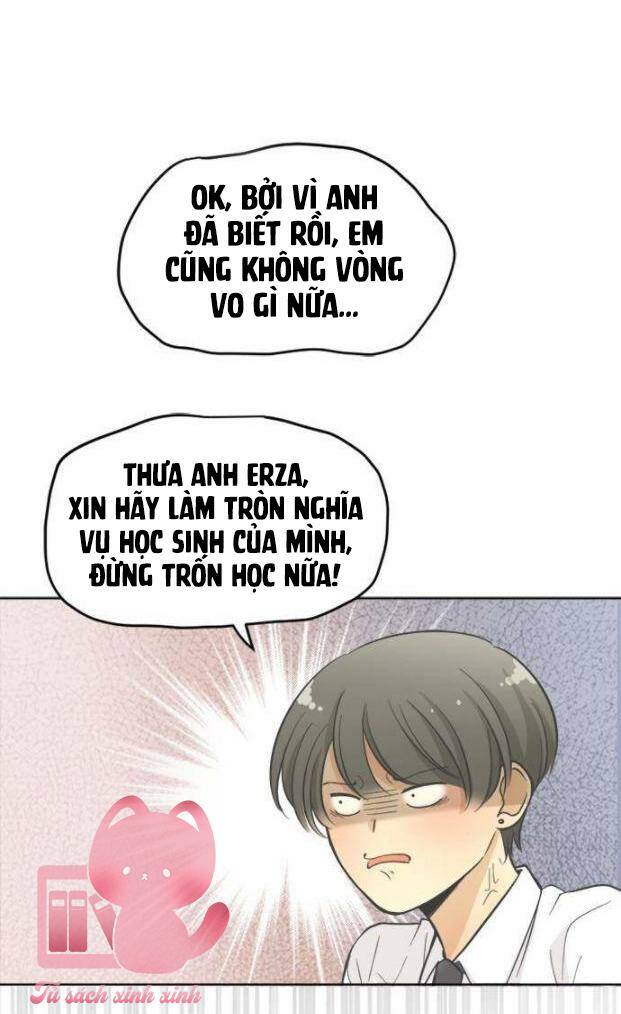 OK, BỞI VÌ ANH
ĐÃ BIẾT RỒI, EM
CŨNG KHÔNG VÒNG
VO GÌ NỮA...
THƯA ANH ERZA,
XIN HÃY LÀM TRÒN NGHĨA
VỤ HỌC SINH CỦA MÌNH,
ĐỪNG TRỐN HỌC NỮA!
Tủ sách xinh xinh